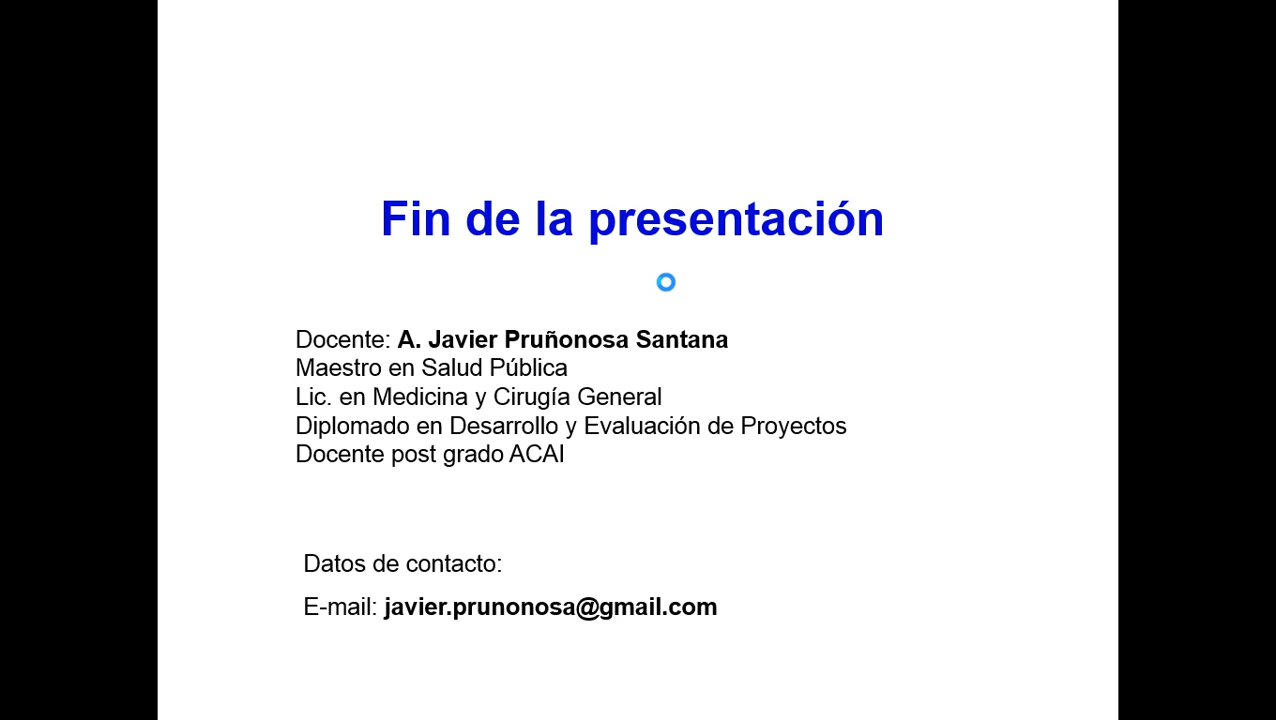 Fin de la presentación
Docente: A. Javier Pruñonosa Santana
Maestro en Salud Pública
Lic. en Medicina y Cirugía General
Diplomado en Desarrollo y Evaluación de Proyectos
Docente post grado ACAI
Datos de contacto:
E-mail: javier.prunonosa@gmail.com